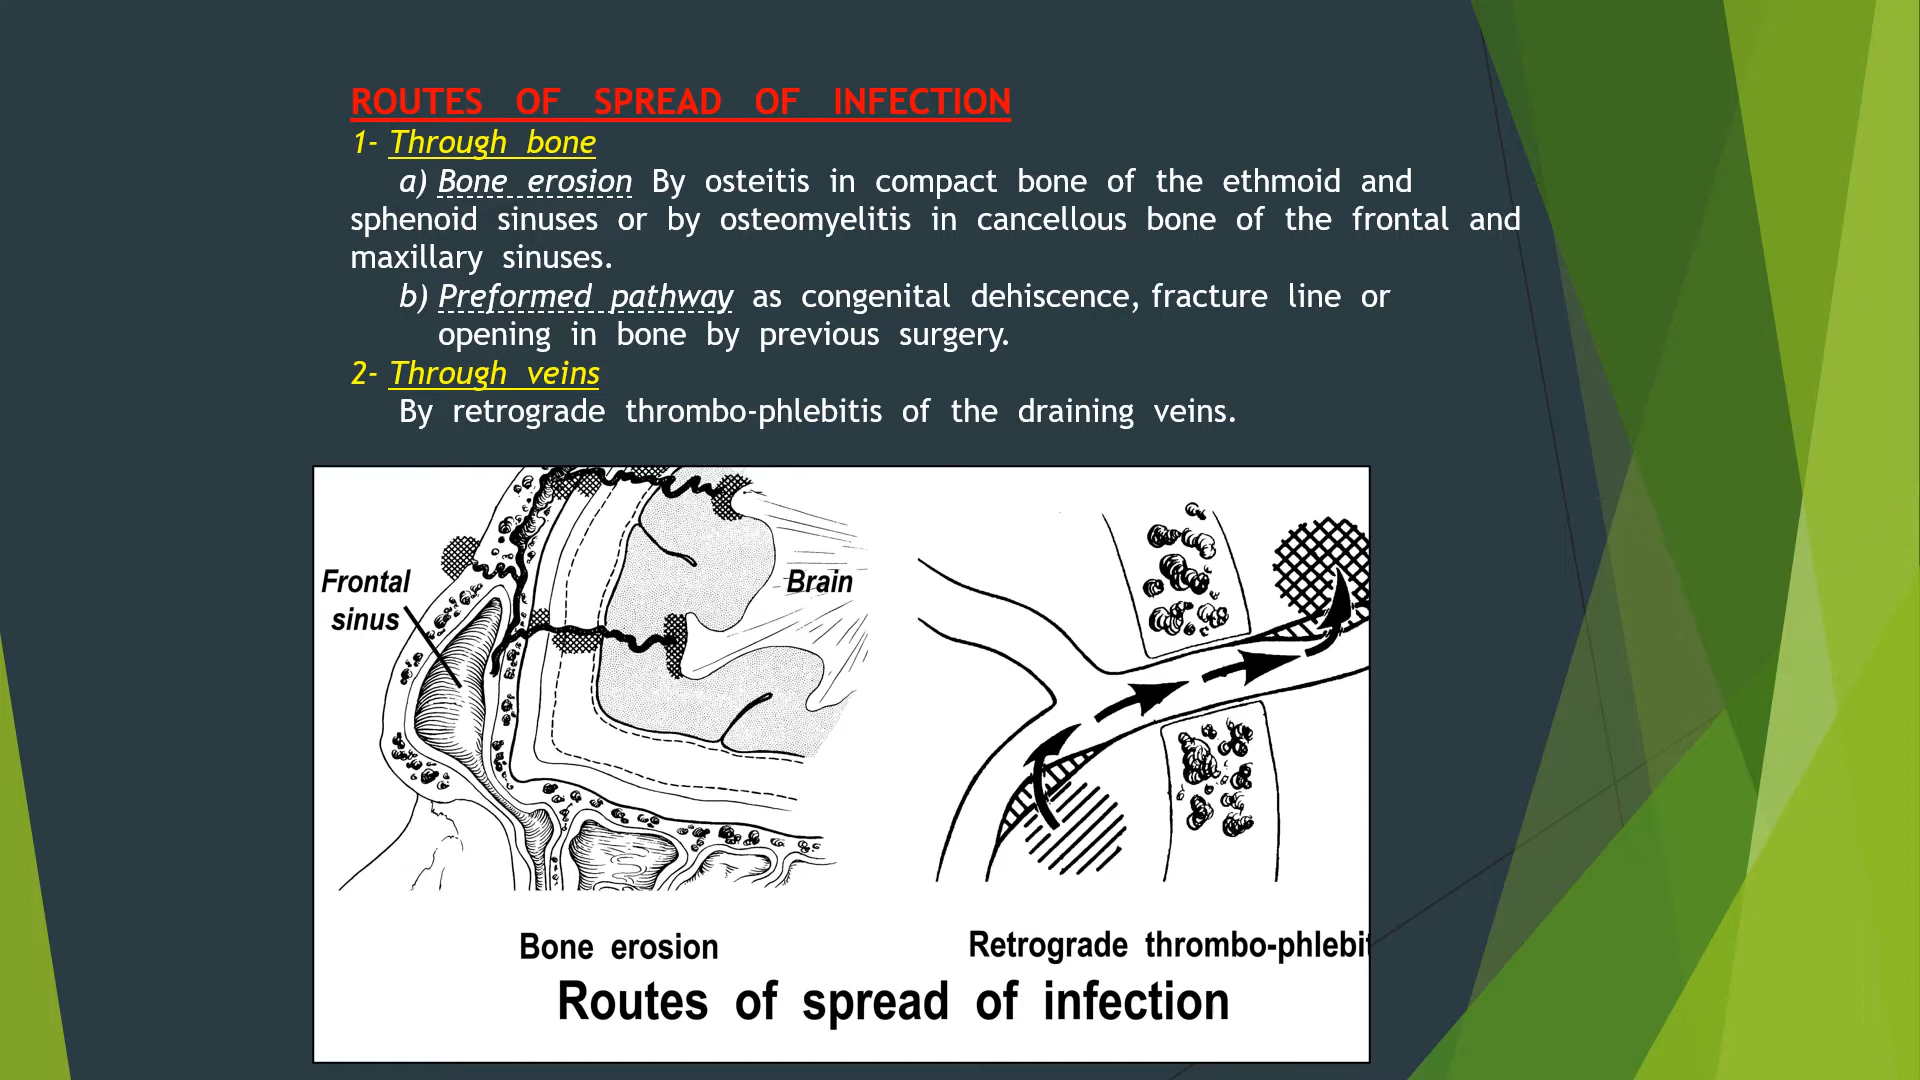 ROUTES OF SPREAD OF INFECTION
1- Through bone
a) Bone erosion By osteitis in compact bone of the ethmoid and
sphenoid sinuses or by osteomyelitis in cancellous bone of the frontal and
maxillary sinuses.
b) Preformed pathway as congenital dehiscence, fracture line or
opening in bone by previous surgery.
2- Through veins
By retrograde thrombo-phlebitis of the draining veins.
Frontal
sinus
Brain
Bone erosion
Retrograde thrombo-phlebit
Routes of spread of infection